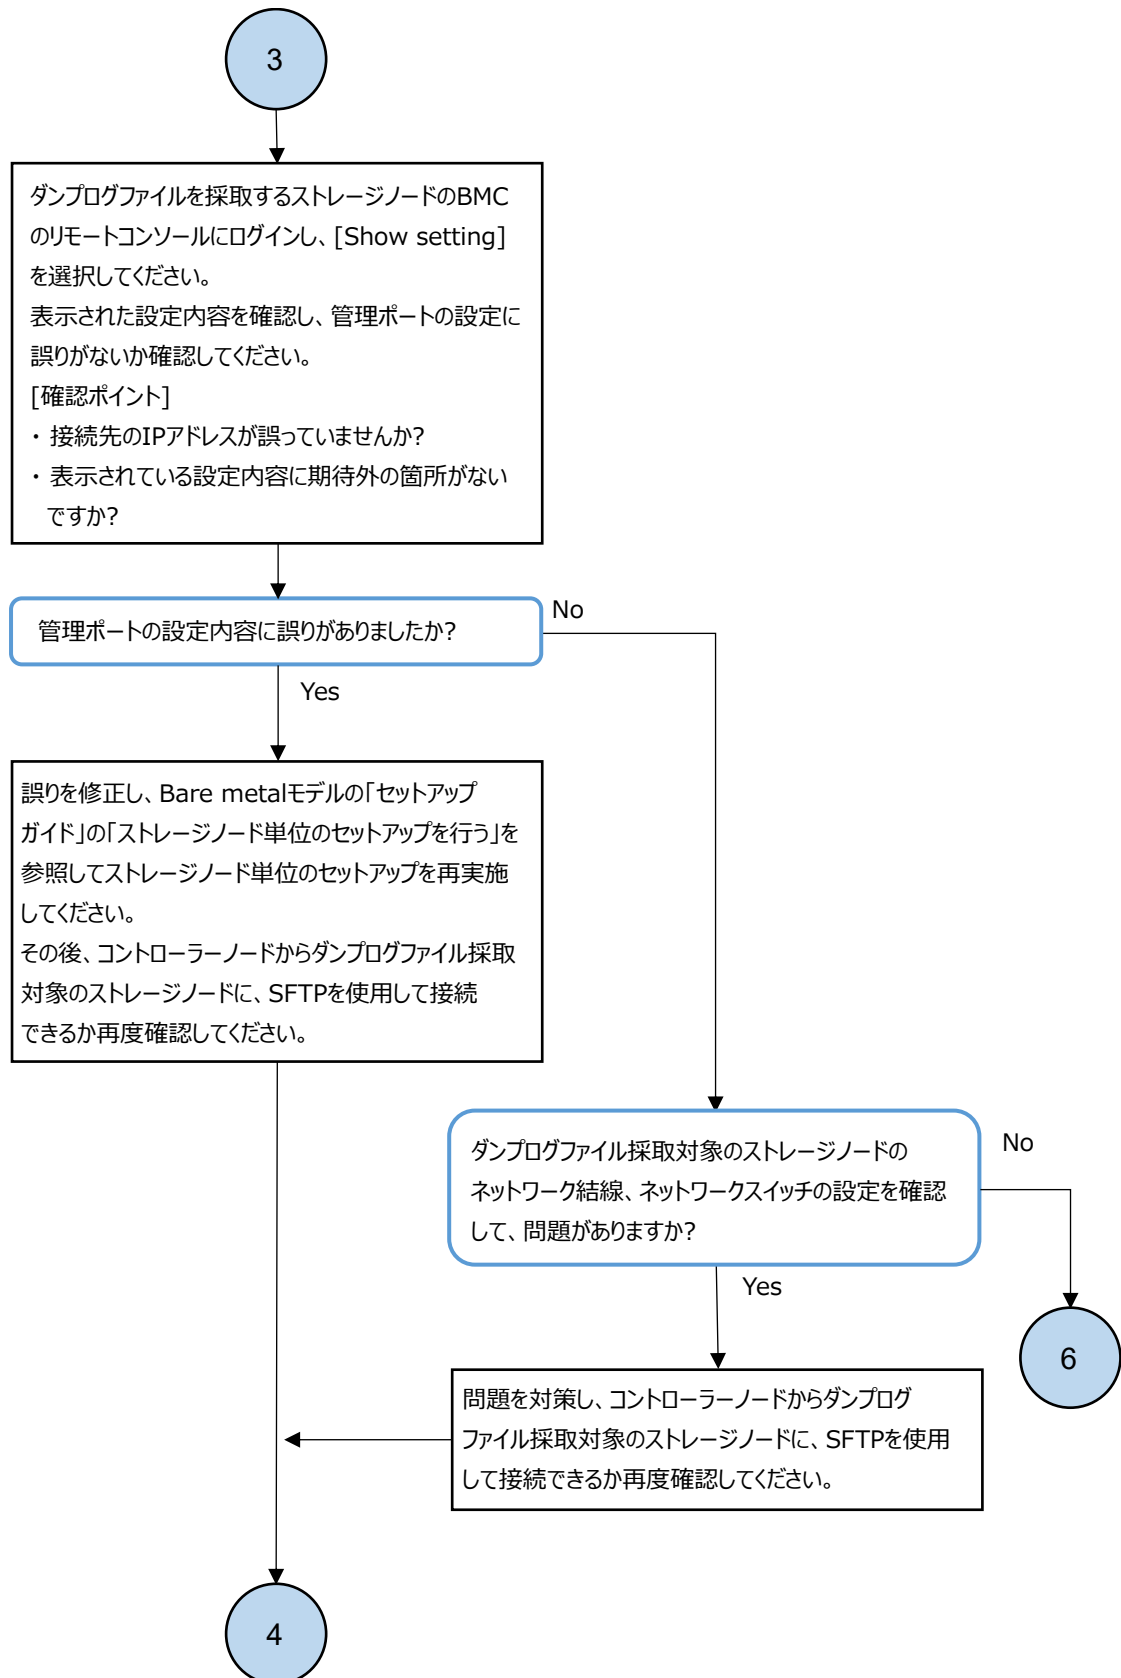 3
ダンプログファイルを採取するストレージノードのBMC
のリモートコンソールにログインし、[Show setting]
を選択してください。
表示された設定内容を確認し、管理ポートの設定に
誤りがないか確認してください。
[確認ポイント]
・ 接続先のIPアドレスが誤っていませんか?
・ 表示されている設定内容に期待外の箇所がない
ですか?
管理ポートの設定内容に誤りがありましたか?
No
Yes
誤りを修正し、Bare metalモデルの「セットアップ
ガイド」の「ストレージノード単位のセットアップを行う」を
参照してストレージノード単位のセットアップを再実施
してください。
その後、コントローラーノードからダンプログファイル採取
対象のストレージノードに、SFTPを使用して接続
できるか再度確認してください。
ダンプログファイル採取対象のストレージノードの
ネットワーク結線、ネットワークスイッチの設定を確認
して、問題がありますか?
No
Yes
6
問題を対策し、コントローラーノードからダンプログ
ファイル採取対象のストレージノードに、SFTPを使用
して接続できるか再度確認してください。
4